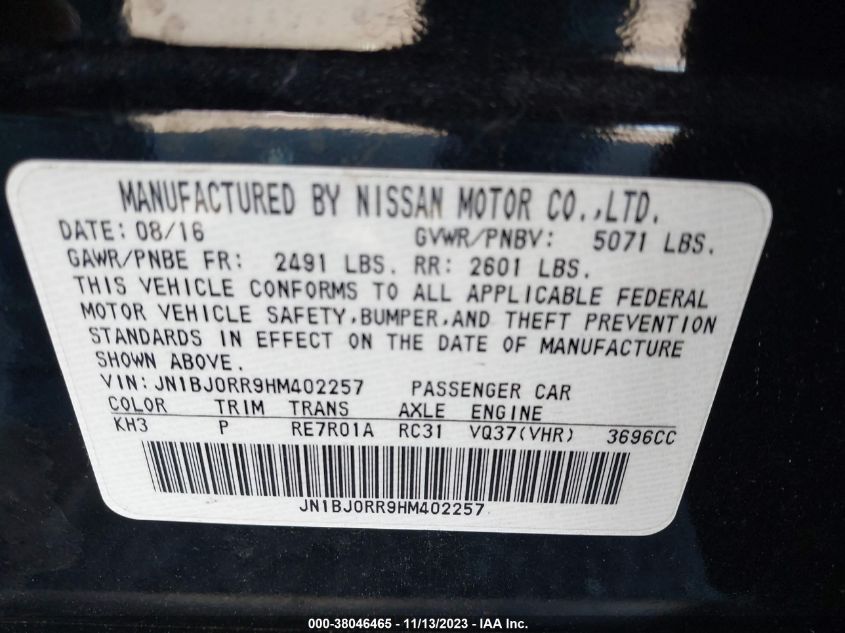 MANUFACTURED BY NISSAN MOTOR CO.,LTD.
DATE: 08/16 GVWR/PNBV: 5071 LBS.
GAWR/PNBE FR: 2491 LBS. RR: 2601 LBS.
THIS VEHICLE CONFORMS TO ALL APPLICABLE FEDERAL
MOTOR VEHICLE SAFETY,BUMPER,AND THEFT PREVENTION
STANDARDS IN EFFECT ON THE DATE OF MANUFACTURE
SHOWN ABOVE.
VIN: JN1BJ0RR9HM402257 PASSENGER CAR
COLOR TRIM TRANS AXLE ENGINE
KH3 P RE7R01A RC31 VQ37(VHR) 3696CC
JN1BJ0RR9HM402257
000-38046465 - 11/13/2023 - IAA Inc.